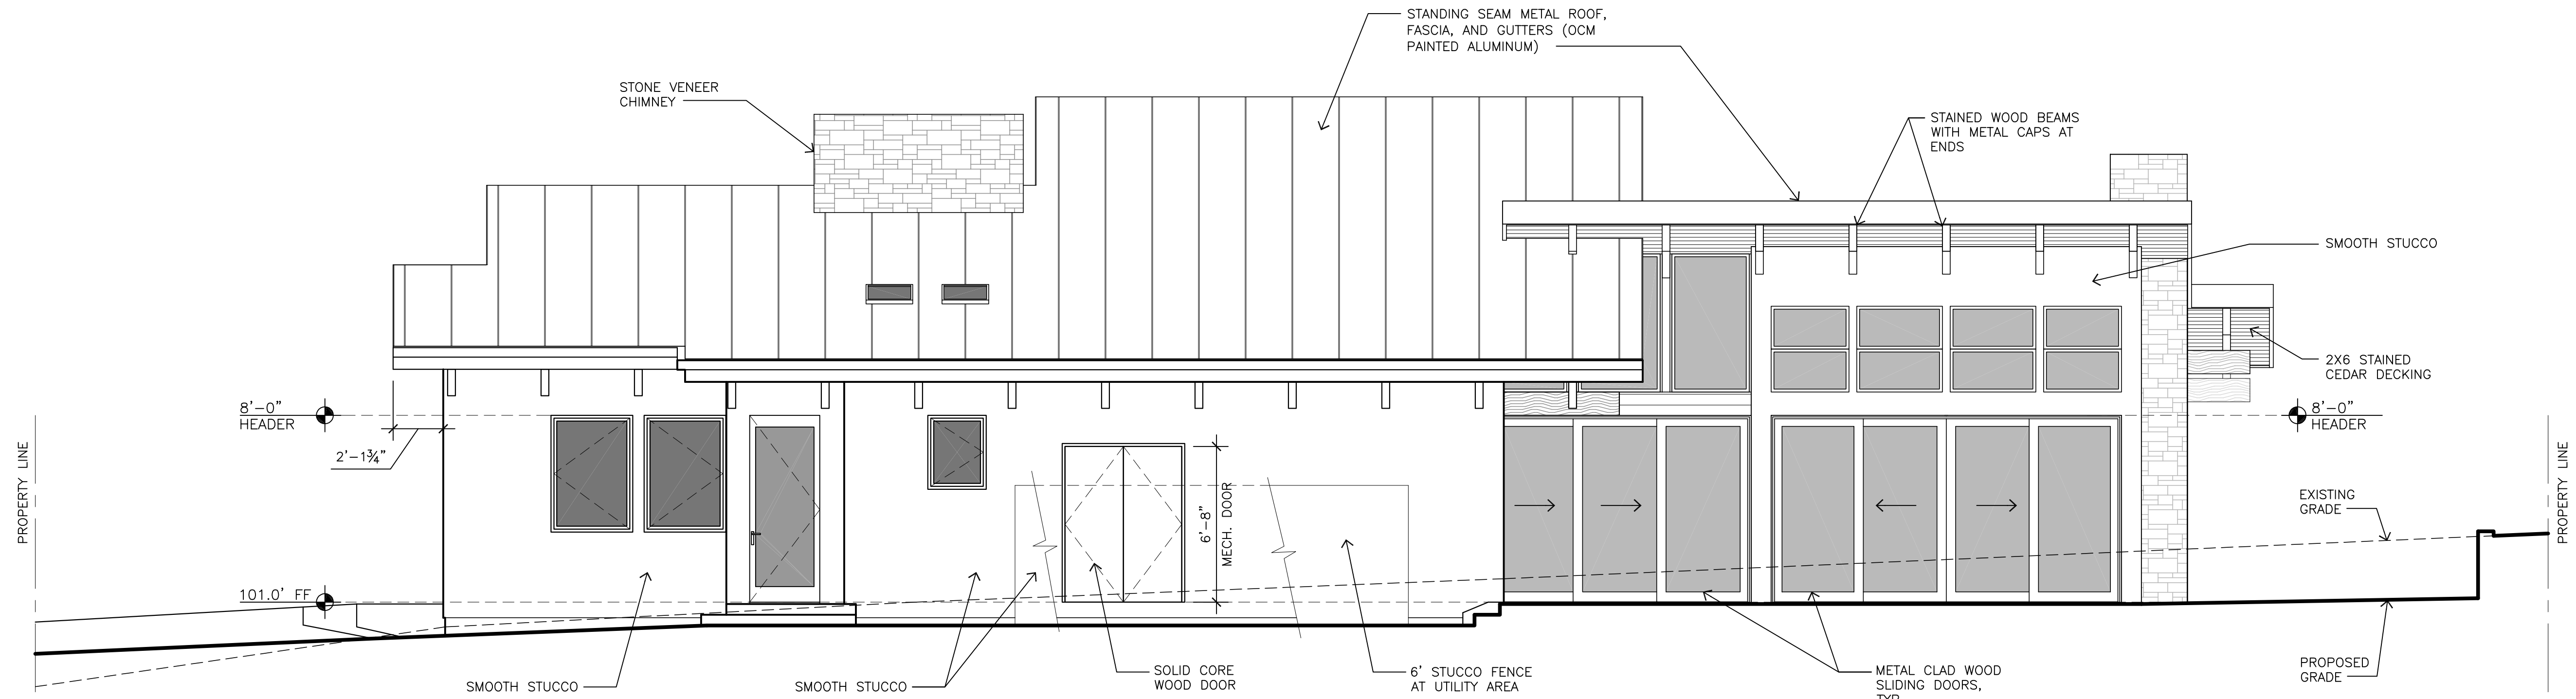 STANDING SEAM METAL ROOF,
FASCIA, AND GUTTERS (OCM
PAINTED ALUMINUM)
STONE VENEER
CHIMNEY
STAINED WOOD BEAMS
WITH METAL CAPS AT
ENDS
SMOOTH STUCCO
2X6 STAINED
CEDAR DECKING
8'-0"
HEADER
8'-0"
HEADER
2'-1¾"
PROPERTY LINE
PROPERTY LINE
6'-8"
MECH. DOOR
EXISTING
GRADE
101.0' FF
SMOOTH STUCCO
SMOOTH STUCCO
SOLID CORE
WOOD DOOR
6' STUCCO FENCE
AT UTILITY AREA
METAL CLAD WOOD
SLIDING DOORS,
TYP
PROPOSED
GRADE